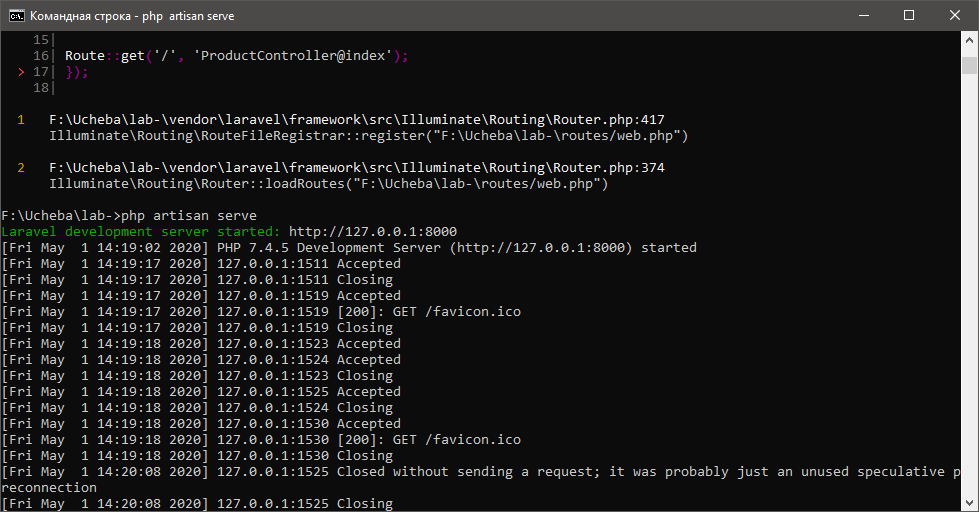 Командная строка - php  artisan serve
15|
16| Route::get('/', 'ProductController@index');
> 17| });
18|
1   F:\Ucheba\lab-\vendor\laravel\framework\src\Illuminate\Routing\Router.php:417
Illuminate\Routing\RouteFileRegistrar::register("F:\Ucheba\lab-\routes/web.php")
2   F:\Ucheba\lab-\vendor\laravel\framework\src\Illuminate\Routing\Router.php:374
Illuminate\Routing\Router::loadRoutes("F:\Ucheba\lab-\routes/web.php")
F:\Ucheba\lab->php artisan serve
Laravel development server started: http://127.0.0.1:8000
[Fri May  1 14:19:02 2020] PHP 7.4.5 Development Server (http://127.0.0.1:8000) started
[Fri May  1 14:19:17 2020] 127.0.0.1:1511 Accepted
[Fri May  1 14:19:17 2020] 127.0.0.1:1511 Closing
[Fri May  1 14:19:17 2020] 127.0.0.1:1519 Accepted
[Fri May  1 14:19:17 2020] 127.0.0.1:1519 [200]: GET /favicon.ico
[Fri May  1 14:19:17 2020] 127.0.0.1:1519 Closing
[Fri May  1 14:19:18 2020] 127.0.0.1:1523 Accepted
[Fri May  1 14:19:18 2020] 127.0.0.1:1524 Accepted
[Fri May  1 14:19:18 2020] 127.0.0.1:1523 Closing
[Fri May  1 14:19:18 2020] 127.0.0.1:1525 Accepted
[Fri May  1 14:19:18 2020] 127.0.0.1:1524 Closing
[Fri May  1 14:19:18 2020] 127.0.0.1:1530 Accepted
[Fri May  1 14:19:18 2020] 127.0.0.1:1530 [200]: GET /favicon.ico
[Fri May  1 14:19:18 2020] 127.0.0.1:1530 Closing
[Fri May  1 14:20:08 2020] 127.0.0.1:1525 Closed without sending a request; it was probably just an unused speculative p
reconnection
[Fri May  1 14:20:08 2020] 127.0.0.1:1525 Closing